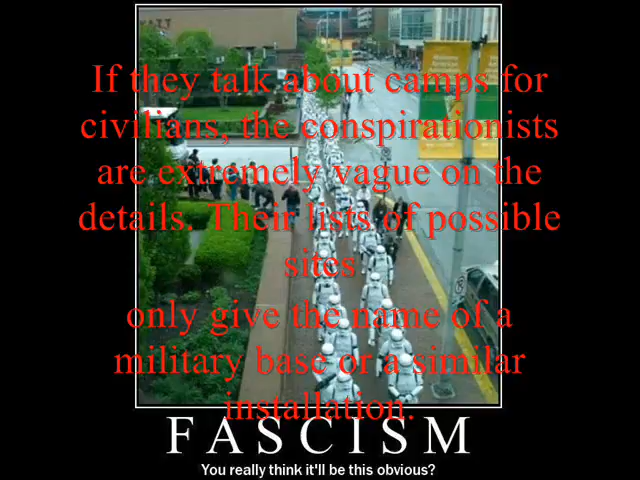 HYATT
If they talk about camps for
civilians, the conspirationists
are extremely vague on the
details. Their lists of possible
sites
only give the name of a
military base or a similar
installation.
FASCISM
You really think it'll be this obvious?